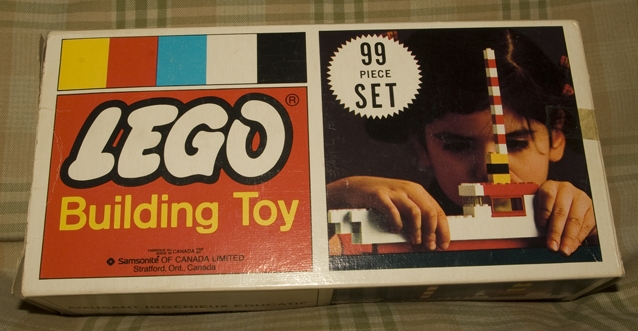 LEGO®
Building Toy
Samsonite OF CANADA LIMITED
Stratford, Ont., Canada
99
PIECE
SET